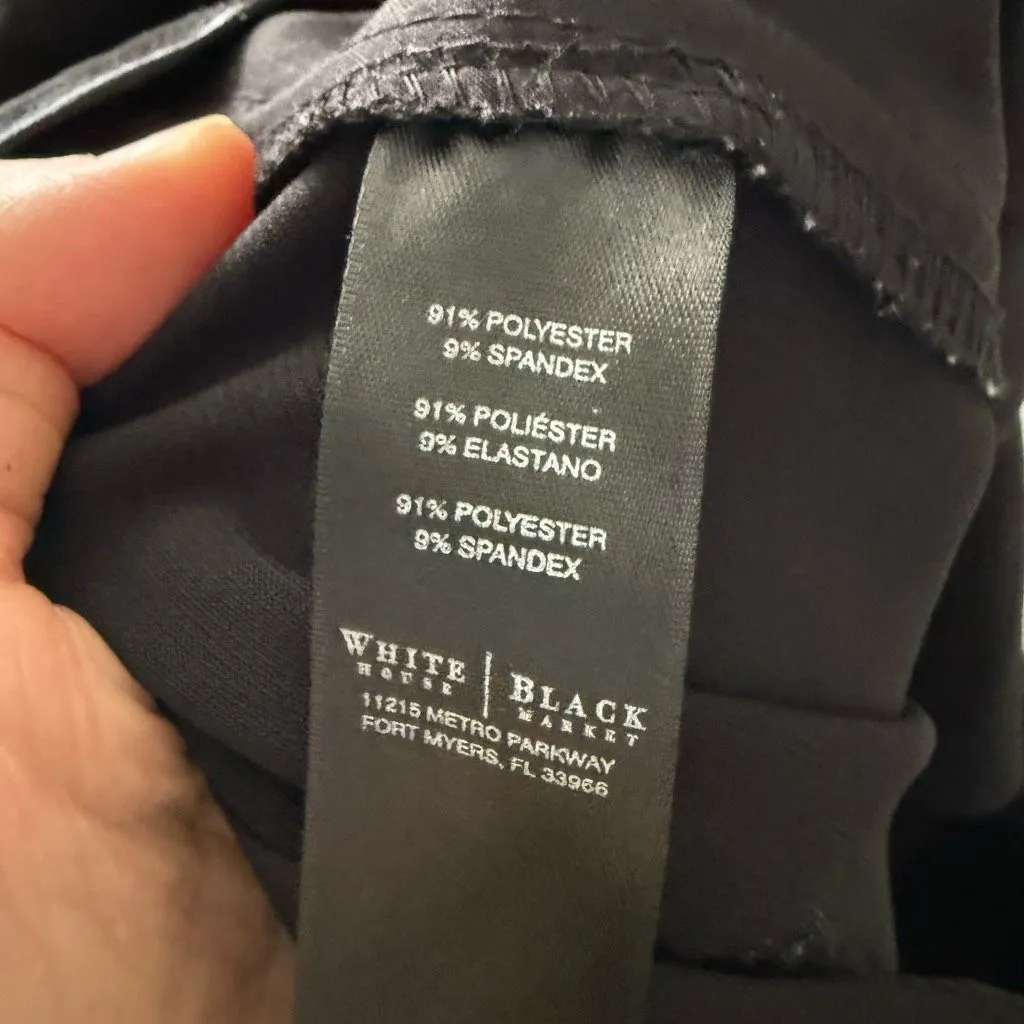 91% POLYESTER
9% SPANDEX
91% POLIÉSTER
9% ELASTANO
91% POLYESTER
9% SPANDEX
WHITE HOUSE | BLACK MARKET
11215 METRO PARKWAY
FORT MYERS, FL 33966